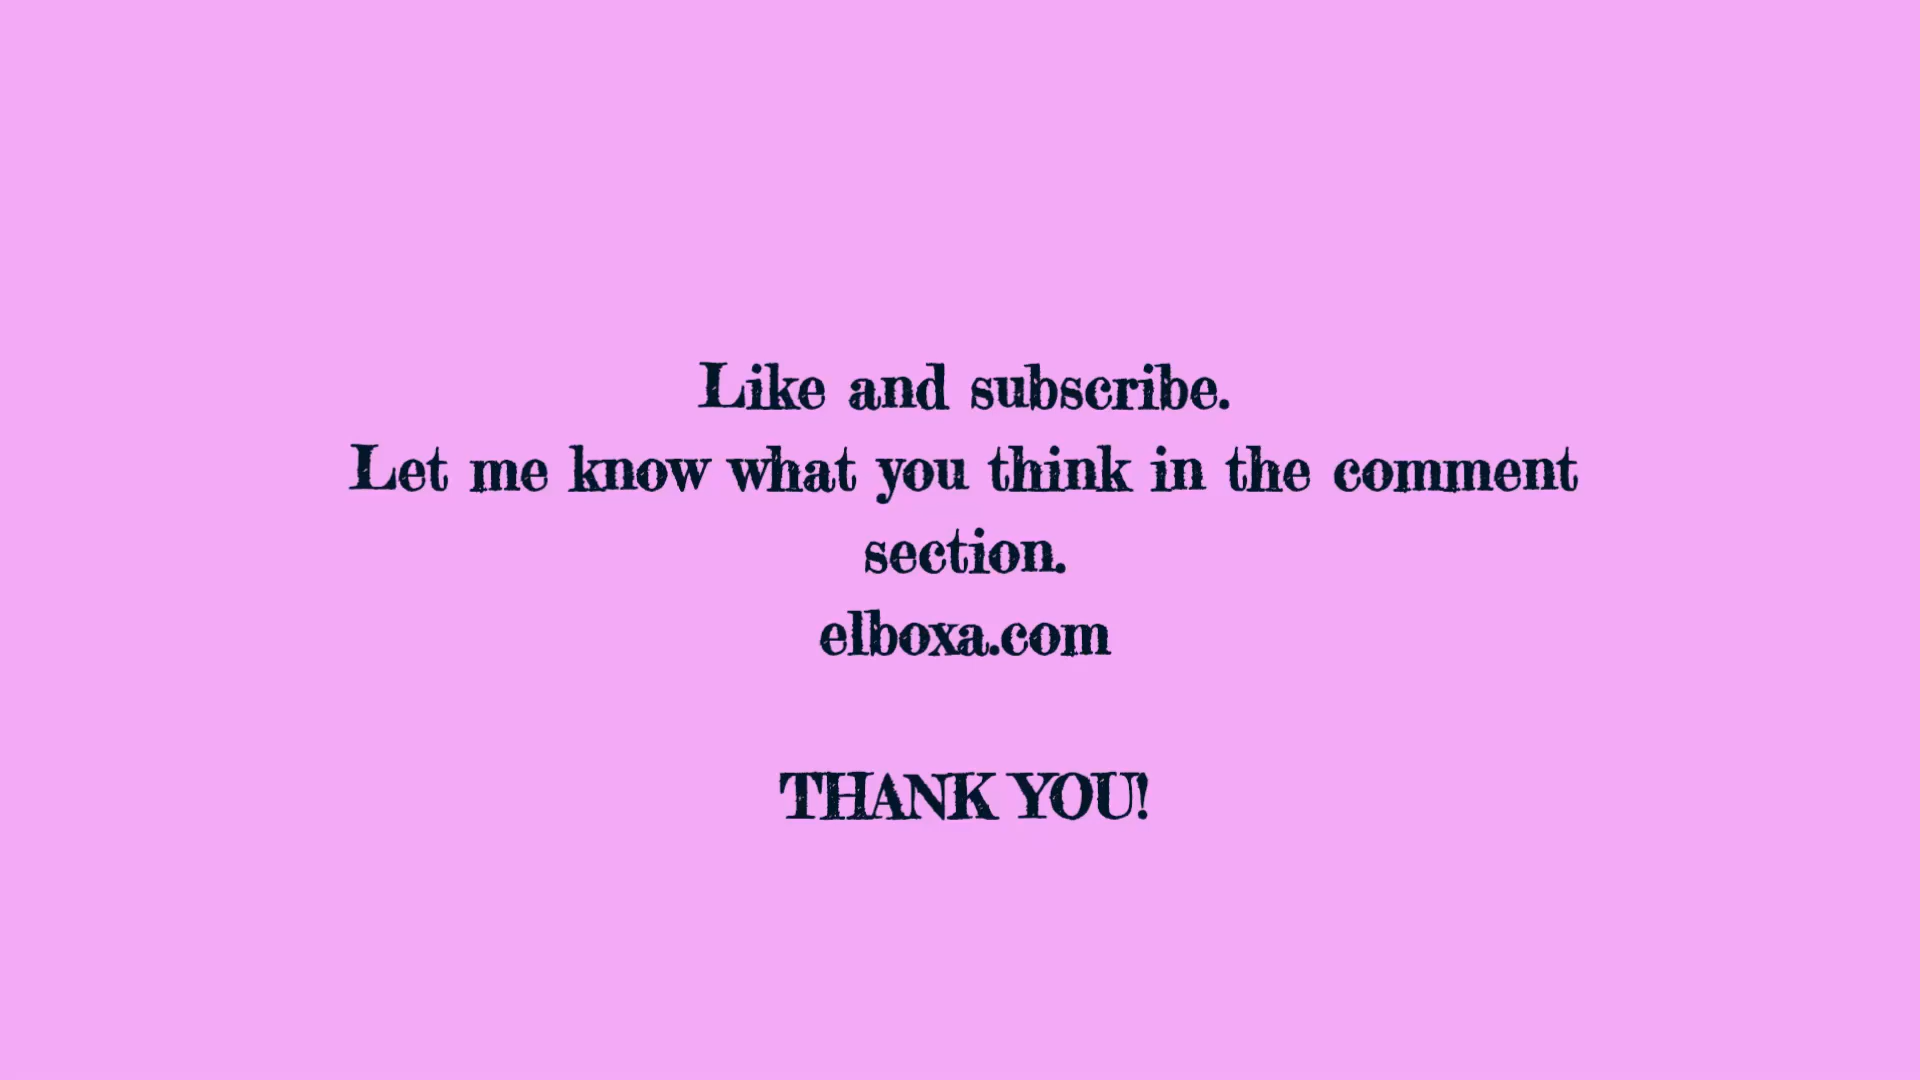 Like and subscribe.
Let me know what you think in the comment
section.
elboxa.com
THANK YOU!